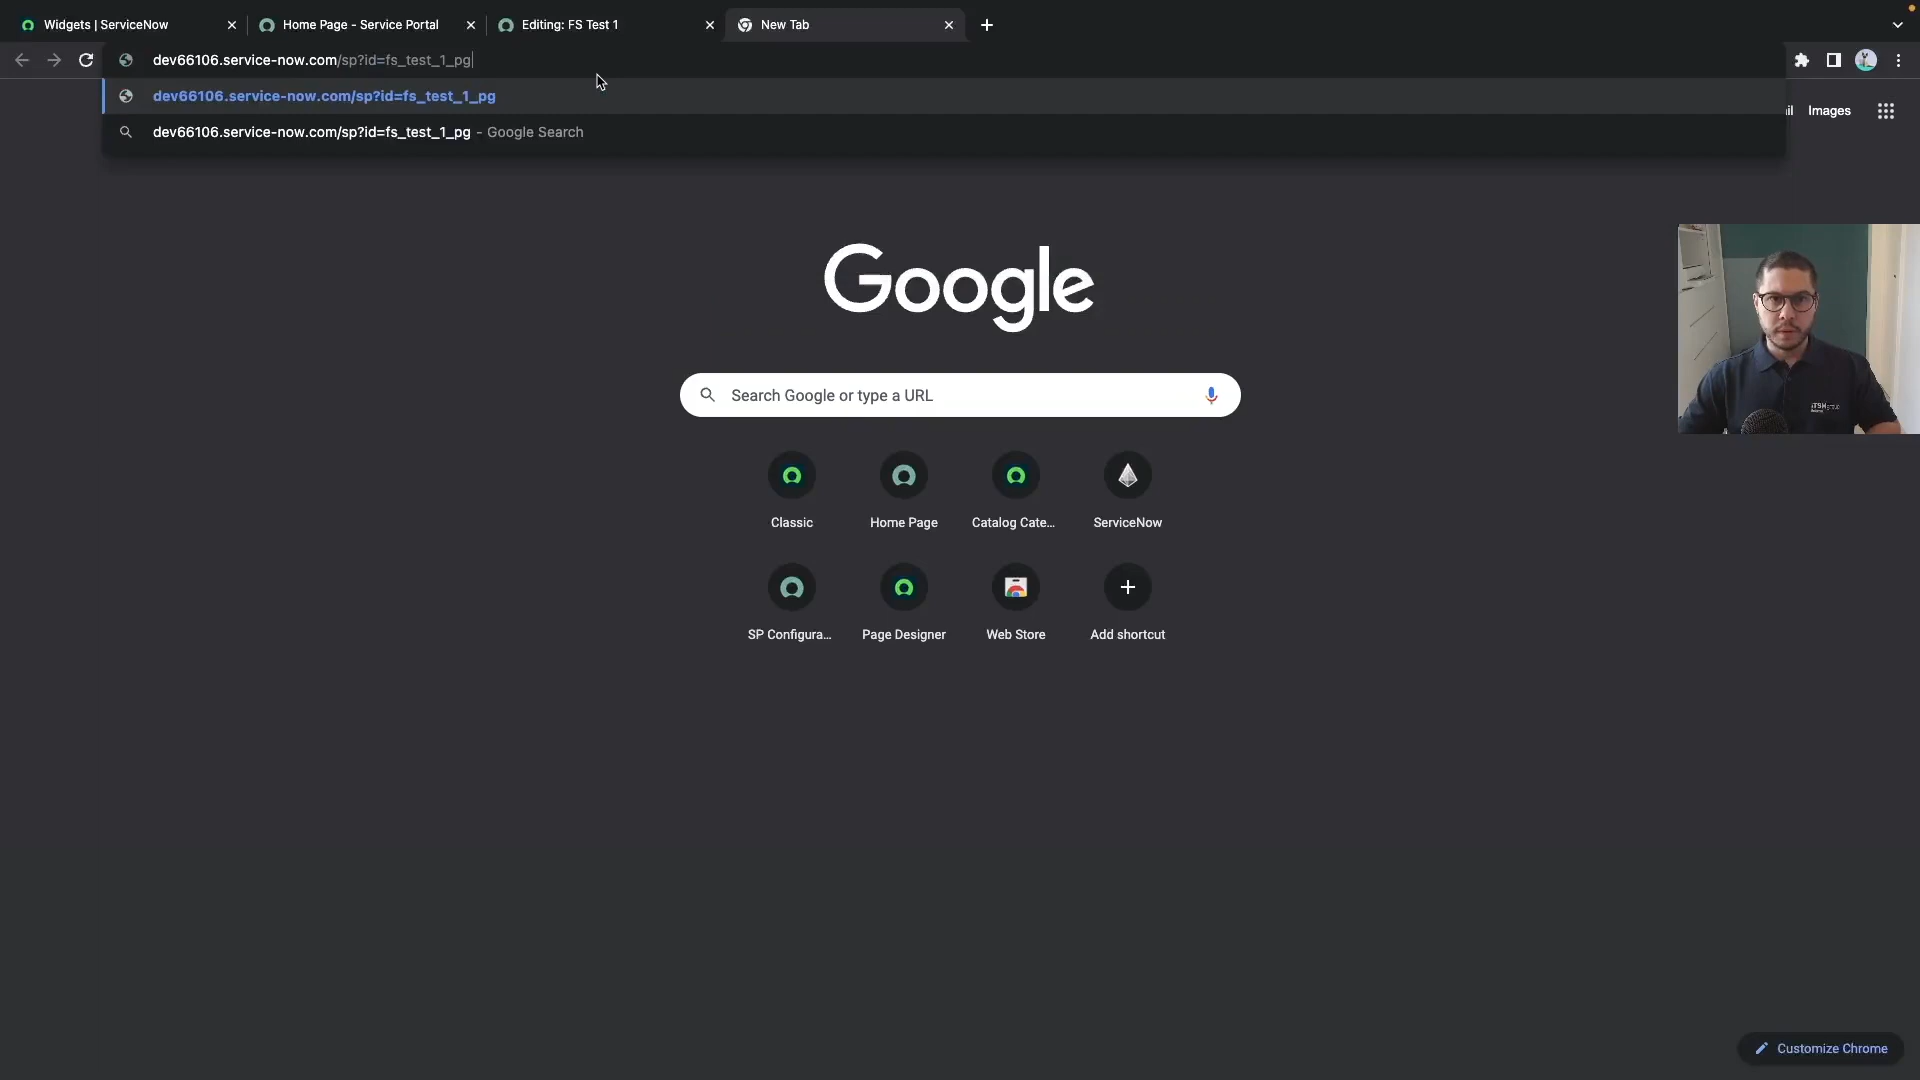 Widgets | ServiceNow
Home Page - Service Portal
Editing: FS Test 1
New Tab
dev66106.service-now.com/sp?id=fs_test_1_pg
dev66106.service-now.com/sp?id=fs_test_1_pg
dev66106.service-now.com/sp?id=fs_test_1_pg - Google Search
Images
Google
Search Google or type a URL
Classic
Home Page
Catalog Cate...
ServiceNow
SP Configura...
Page Designer
Web Store
Add shortcut
Customize Chrome